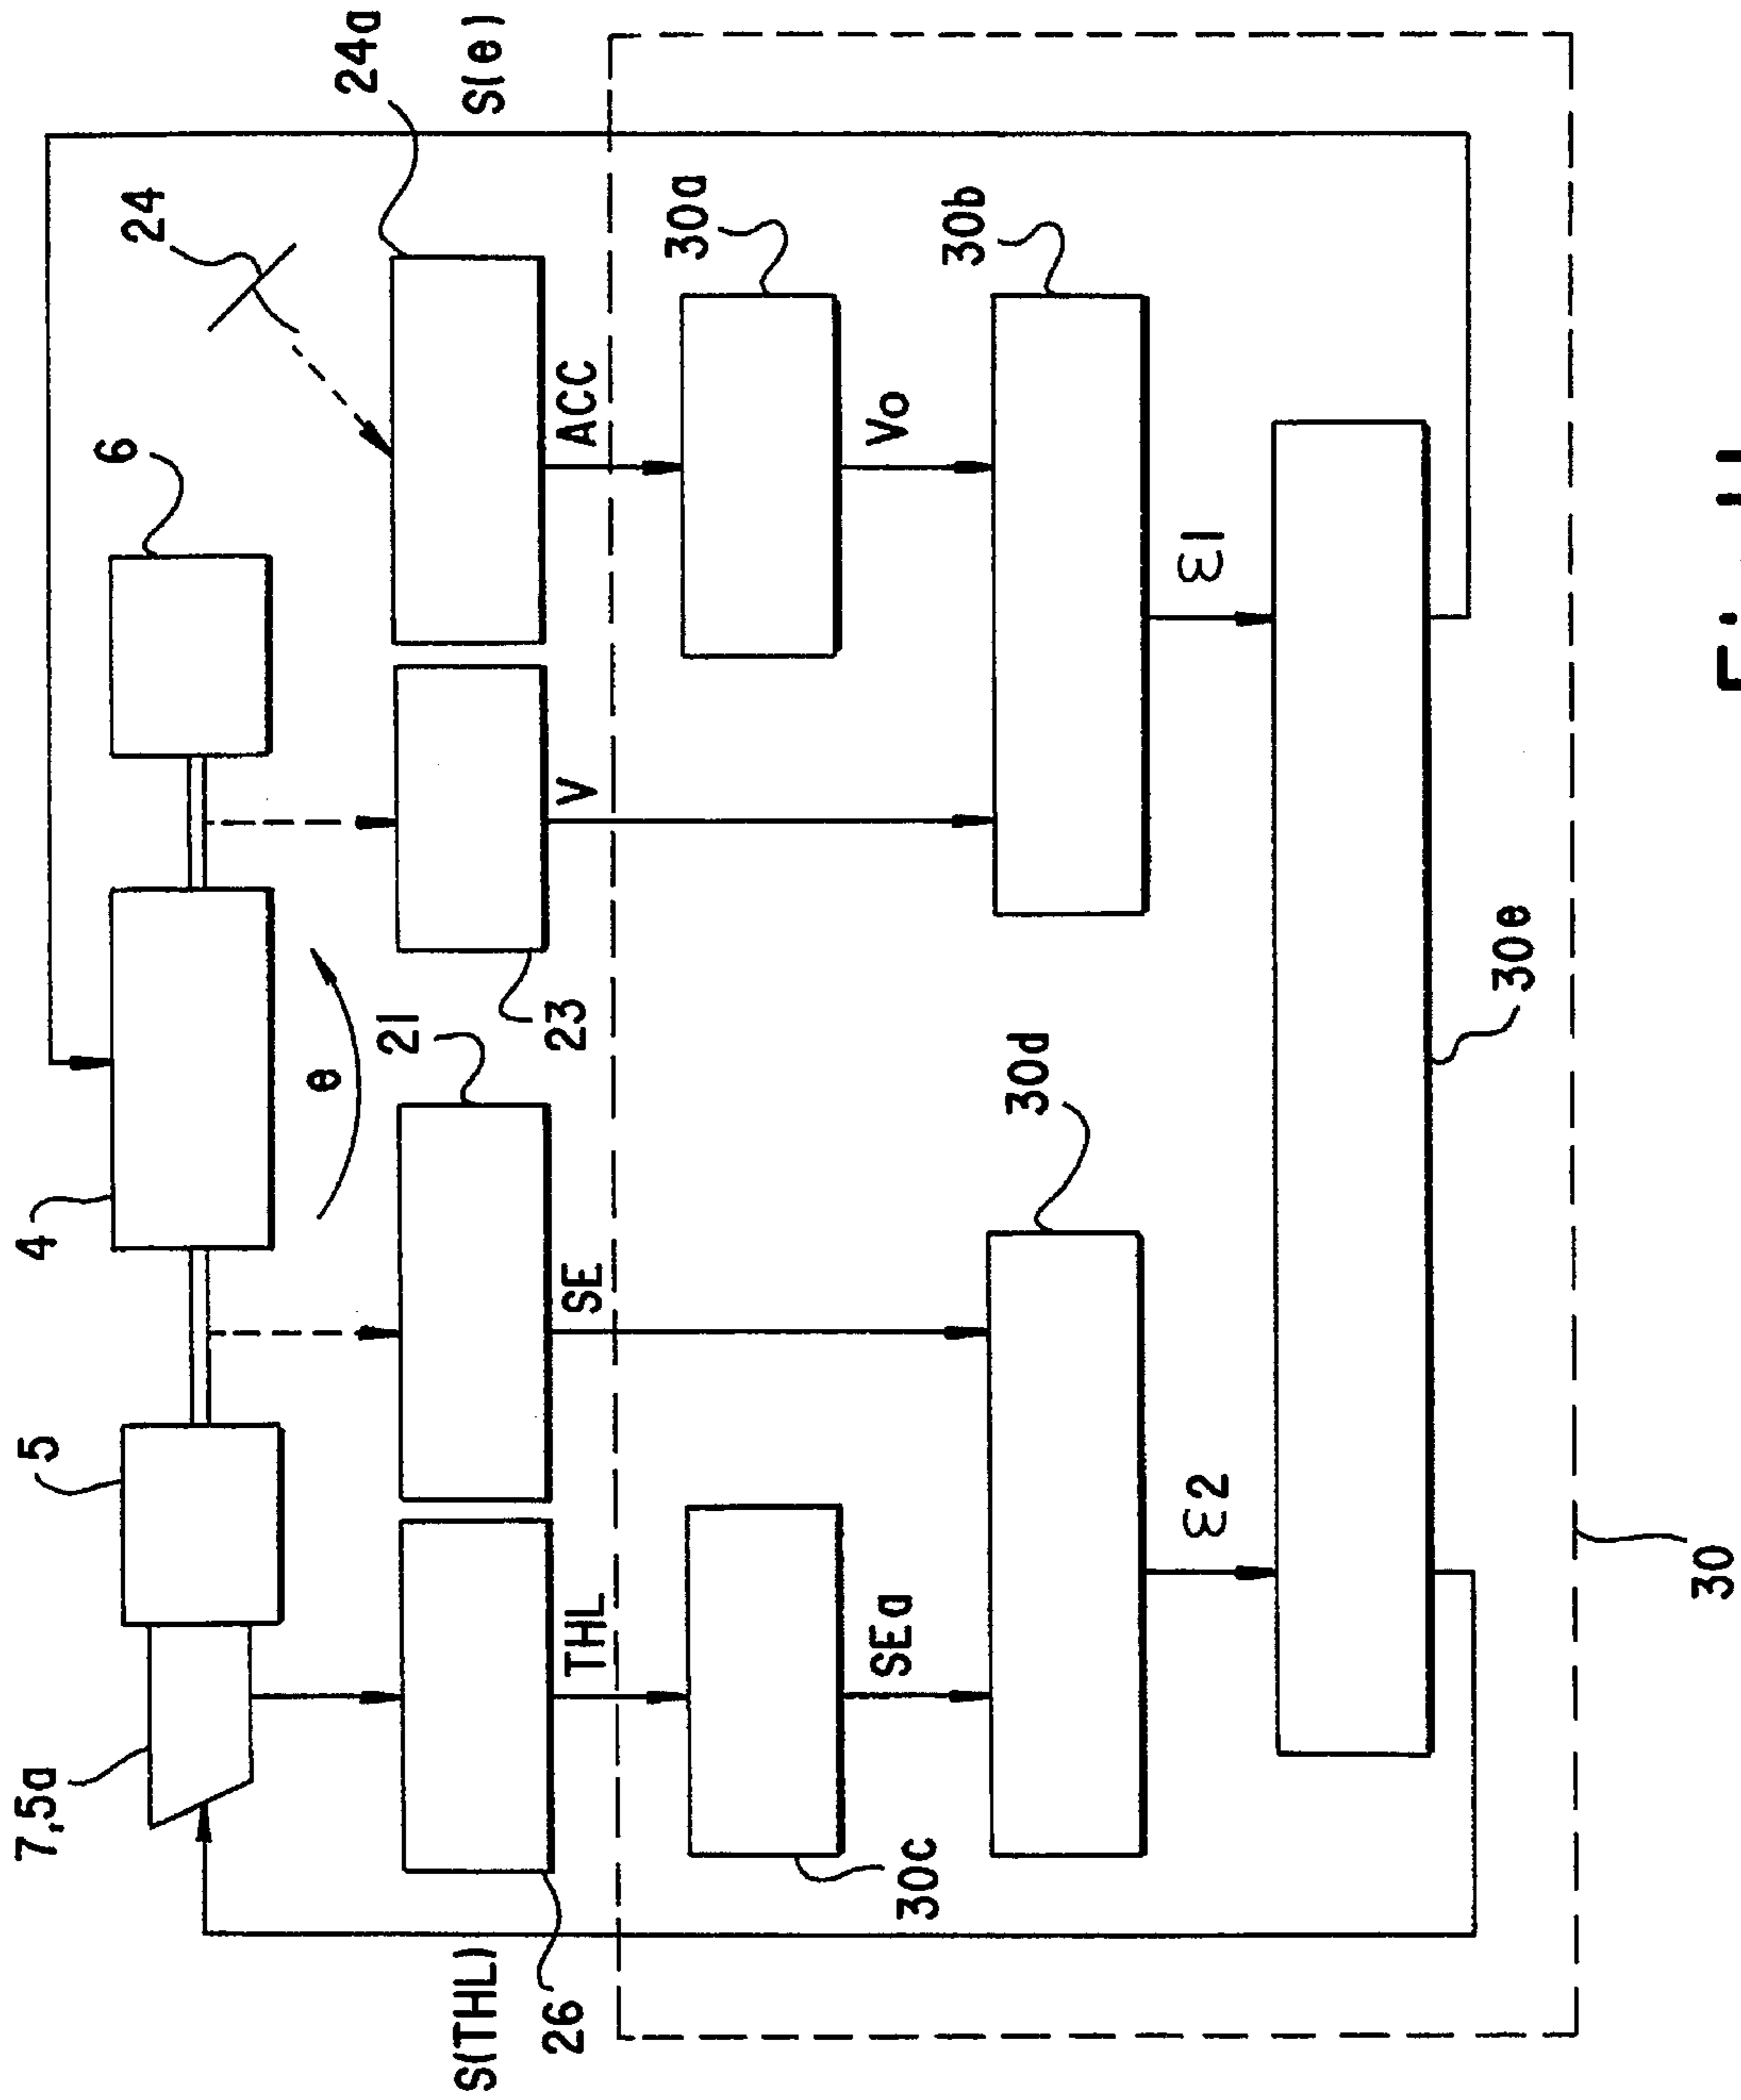 S(e)
24a
24
6
ACC
30a
Vo
30b
ε1
V
23
e
4
21
SE
30d
30e
5
7,5a
THL
SEa
ε2
30c
26
S(THL)
30